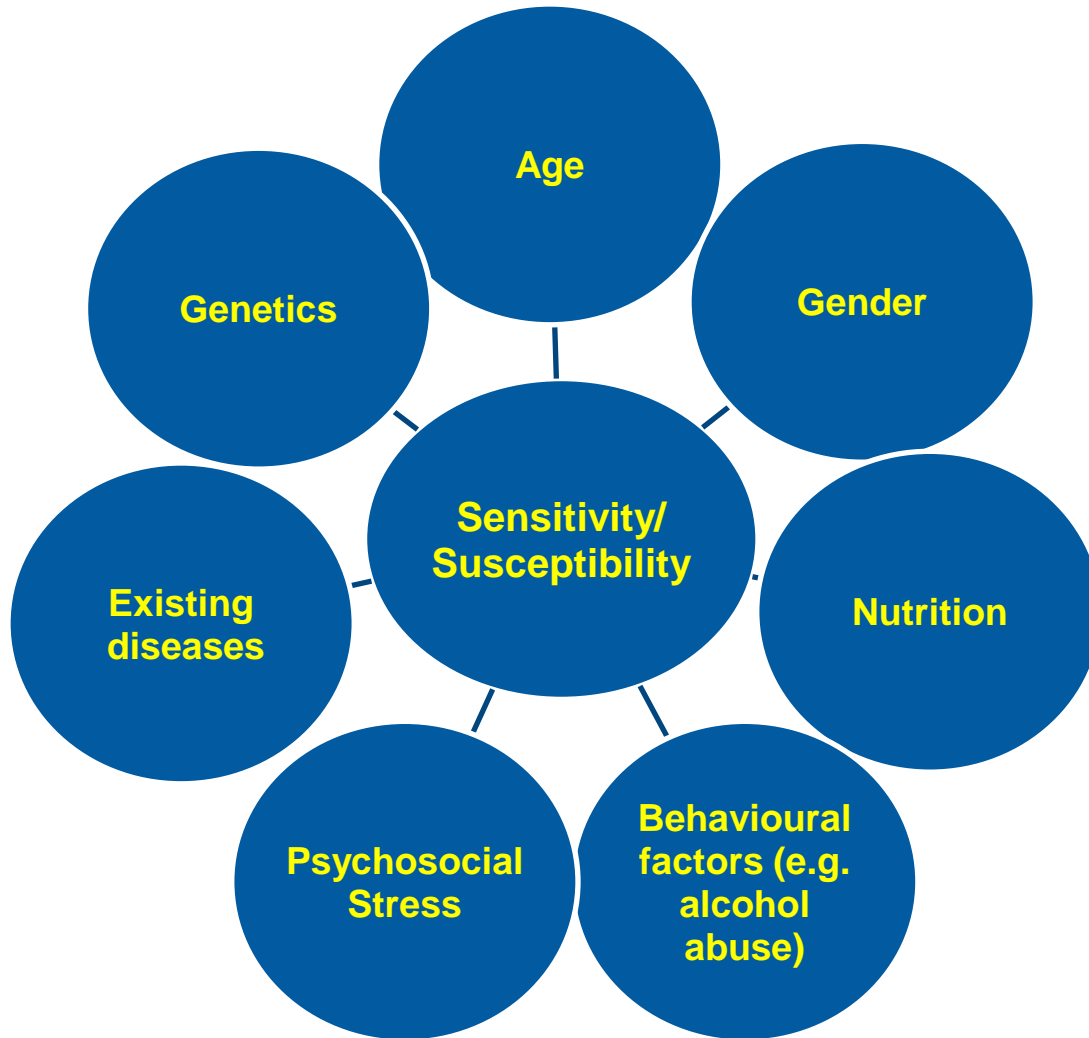 Age
Gender
Genetics
Sensitivity/
Susceptibility
Nutrition
Existing
diseases
Behavioural
factors (e.g.
alcohol
abuse)
Psychosocial
Stress